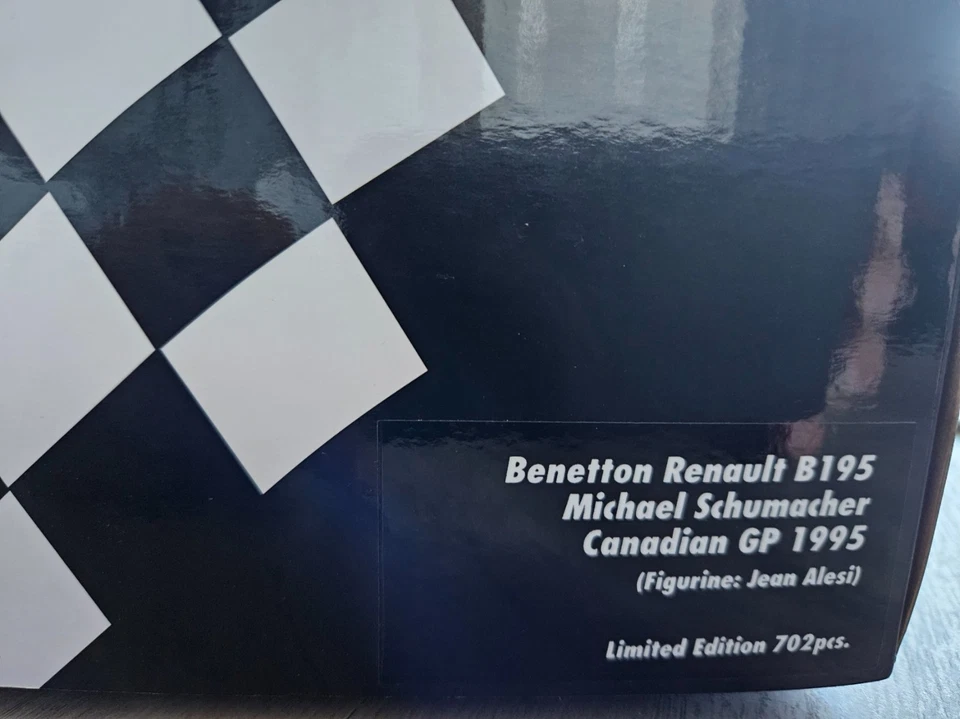 Benetton Renault B195
Michael Schumacher
Canadian GP 1995
(Figurine: Jean Alesi)
Limited Edition 702pcs.